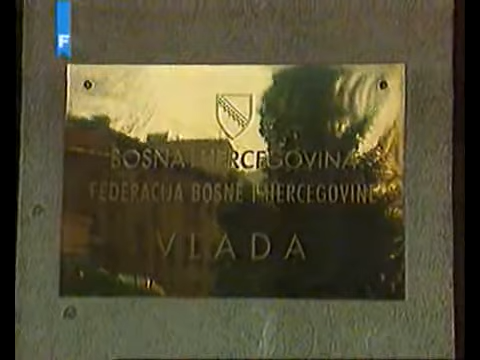 F
BOSNA I HERCEGOVINA
FEDERACIJA BOSNE I HERCEGOVINE
VLADA